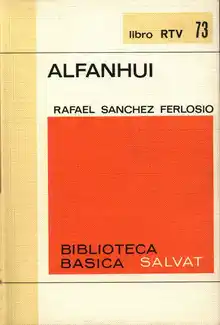 libro RTV 73
ALFANHUI
RAFAEL SANCHEZ FERLOSIO
BIBLIOTECA
BASICA SALVAT